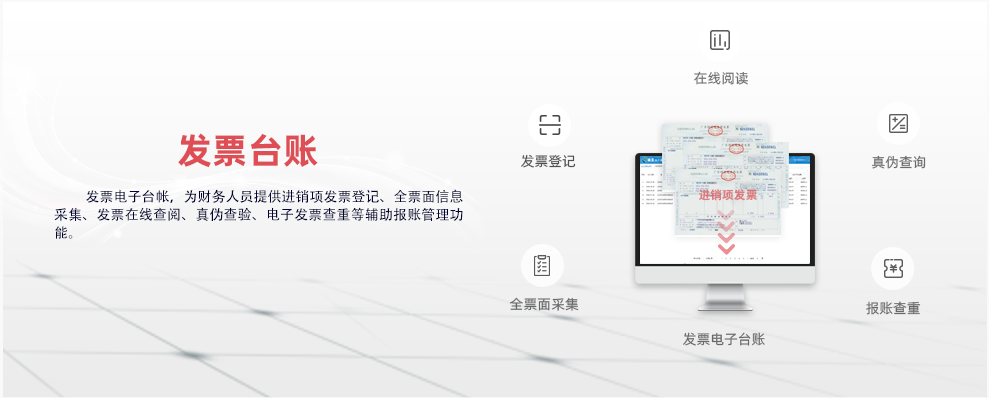 发票台账
发票电子台帐，为财务人员提供进销项发票登记、全票面信息
采集、发票在线查阅、真伪查验、电子发票查重等辅助报账管理功
能。
在线阅读
发票登记
真伪查询
进销项发票
全票面采集
报账查重
发票电子台账